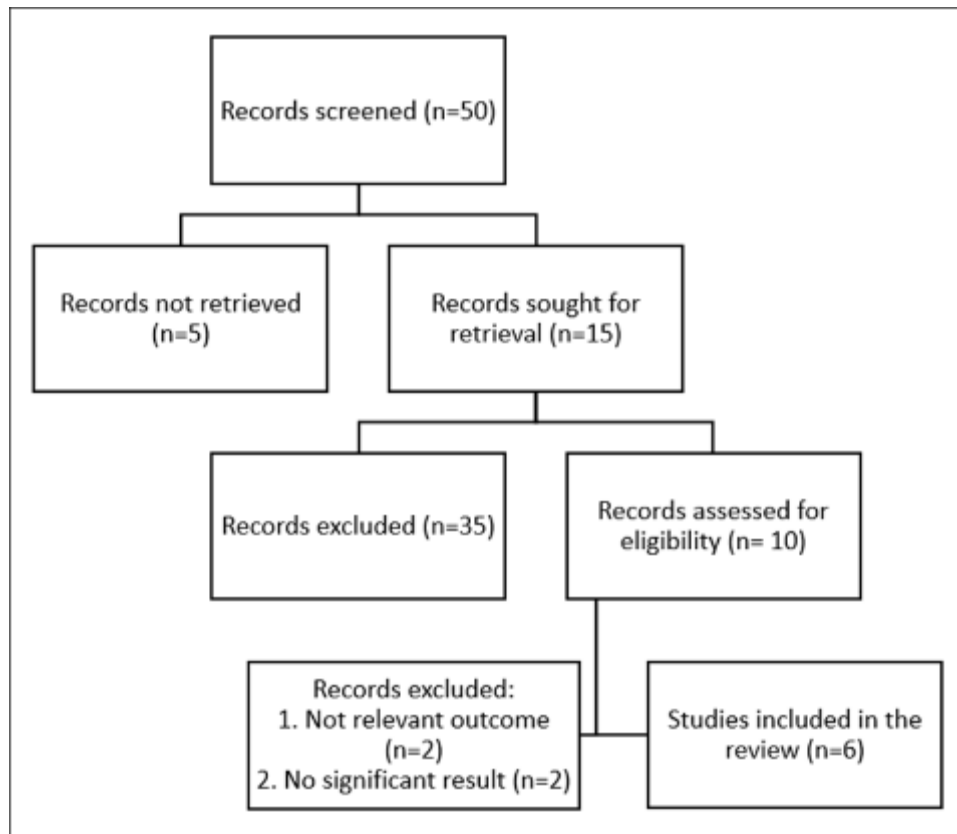 Records screened (n=50)
Records not retrieved
(n=5)
Records sought for
retrieval (n=15)
Records excluded (n=35)
Records assessed for
eligibility (n= 10)
Records excluded:
1. Not relevant outcome
(n=2)
2. No significant result (n=2)
Studies included in the
review (n=6)